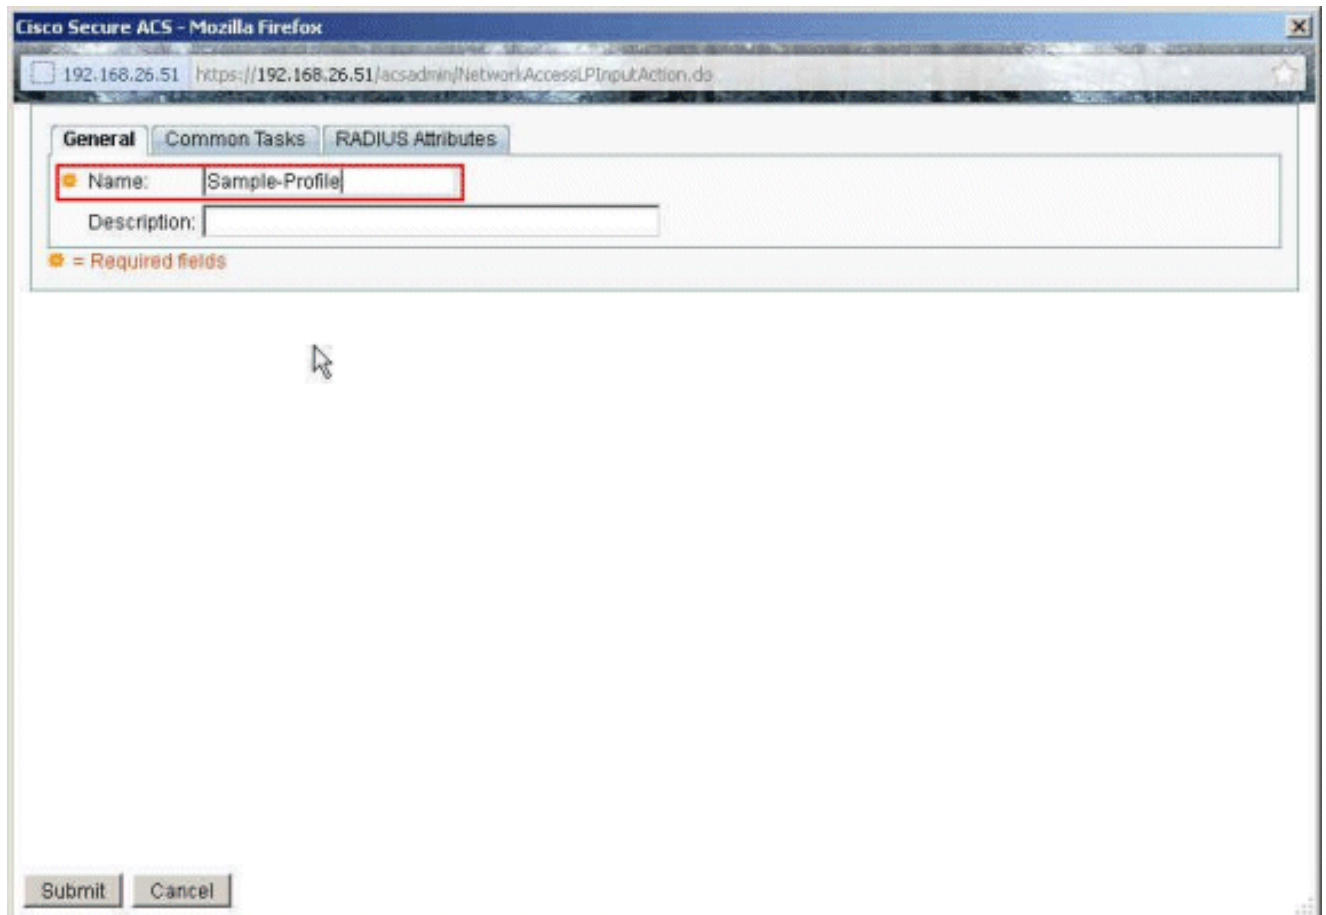 Cisco Secure ACS - Mozilla Firefox
192.168.26.51 https://192.168.26.51/acsadmin/NetworkAccessLPInputAction.do
General Common Tasks RADIUS Attributes
Name: Sample-Profile
Description:
= Required fields
Submit Cancel